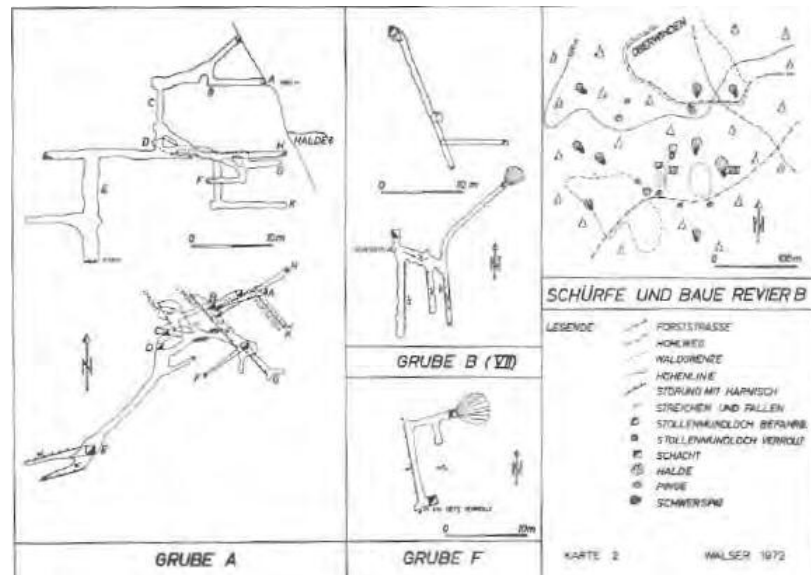 A
B
C
HALDE
D
H
G
F
E
K
0 10m
N
H
A
K
D
F
G
E
GRUBE A
0 10m
N
GRUBE B (VII)
N
0 10m
GRUBE F
OBERWINDEN
N
0 100m
SCHÜRFE UND BAUE REVIER B
LEGENDE
FORSTSTRASSE
HOHLWEG
WALDGRENZE
HÖHENLINIE
STÖRUNG MIT HARNISCH
STREICHEN UND FALLEN
STOLLENMUNDLOCH BEFAHRB.
STOLLENMUNDLOCH VERROLLT
SCHACHT
HALDE
PINGE
SCHWERSPAT
KARTE 2 WALSER 1972